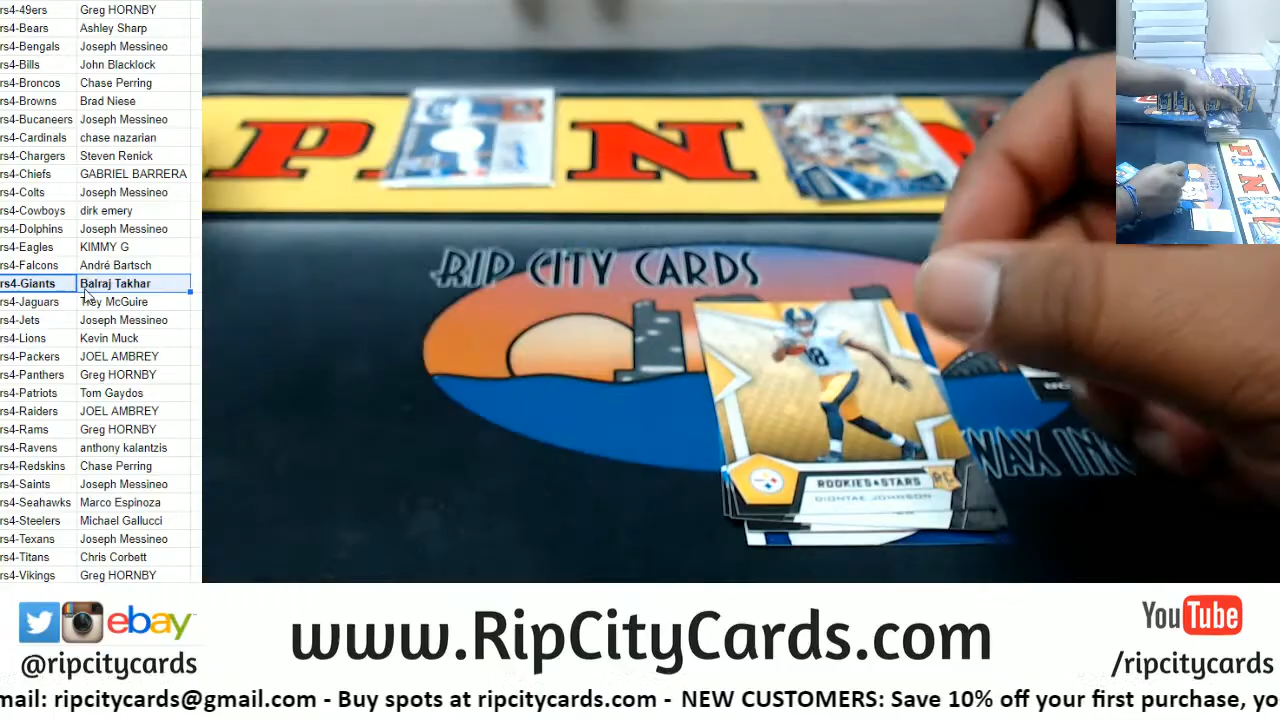 rs4-49ers Greg HORNBY
rs4-Bears Ashley Sharp
rs4-Bengals Joseph Messineo
rs4-Bills John Blacklock
rs4-Broncos Chase Perring
rs4-Browns Brad Niese
rs4-Bucaneers Joseph Messineo
rs4-Cardinals chase nazarian
rs4-Chargers Steven Renick
rs4-Chiefs GABRIEL BARRERA
rs4-Colts Joseph Messineo
rs4-Cowboys dirk emery
rs4-Dolphins Joseph Messineo
rs4-Eagles KIMMY G
rs4-Falcons André Bartsch
rs4-Giants Balraj Takhar
rs4-Jaguars Trey McGuire
rs4-Jets Joseph Messineo
rs4-Lions Kevin Muck
rs4-Packers JOEL AMBREY
rs4-Panthers Greg HORNBY
rs4-Patriots Tom Gaydos
rs4-Raiders JOEL AMBREY
rs4-Rams Greg HORNBY
rs4-Ravens anthony kalantzis
rs4-Redskins Chase Perring
rs4-Saints Joseph Messineo
rs4-Seahawks Marco Espinoza
rs4-Steelers Michael Gallucci
rs4-Texans Joseph Messineo
rs4-Titans Chris Corbett
rs4-Vikings Greg HORNBY
P N N
RIP CITY CARDS
WAX
18
ROOKIES & STARS RC
DIONTAE JOHNSON
P N
ebay
@ripcitycards
www.RipCityCards.com
YouTube
/ripcitycards
mail: ripcitycards@gmail.com - Buy spots at ripcitycards.com - NEW CUSTOMERS: Save 10% off your first purchase, yo